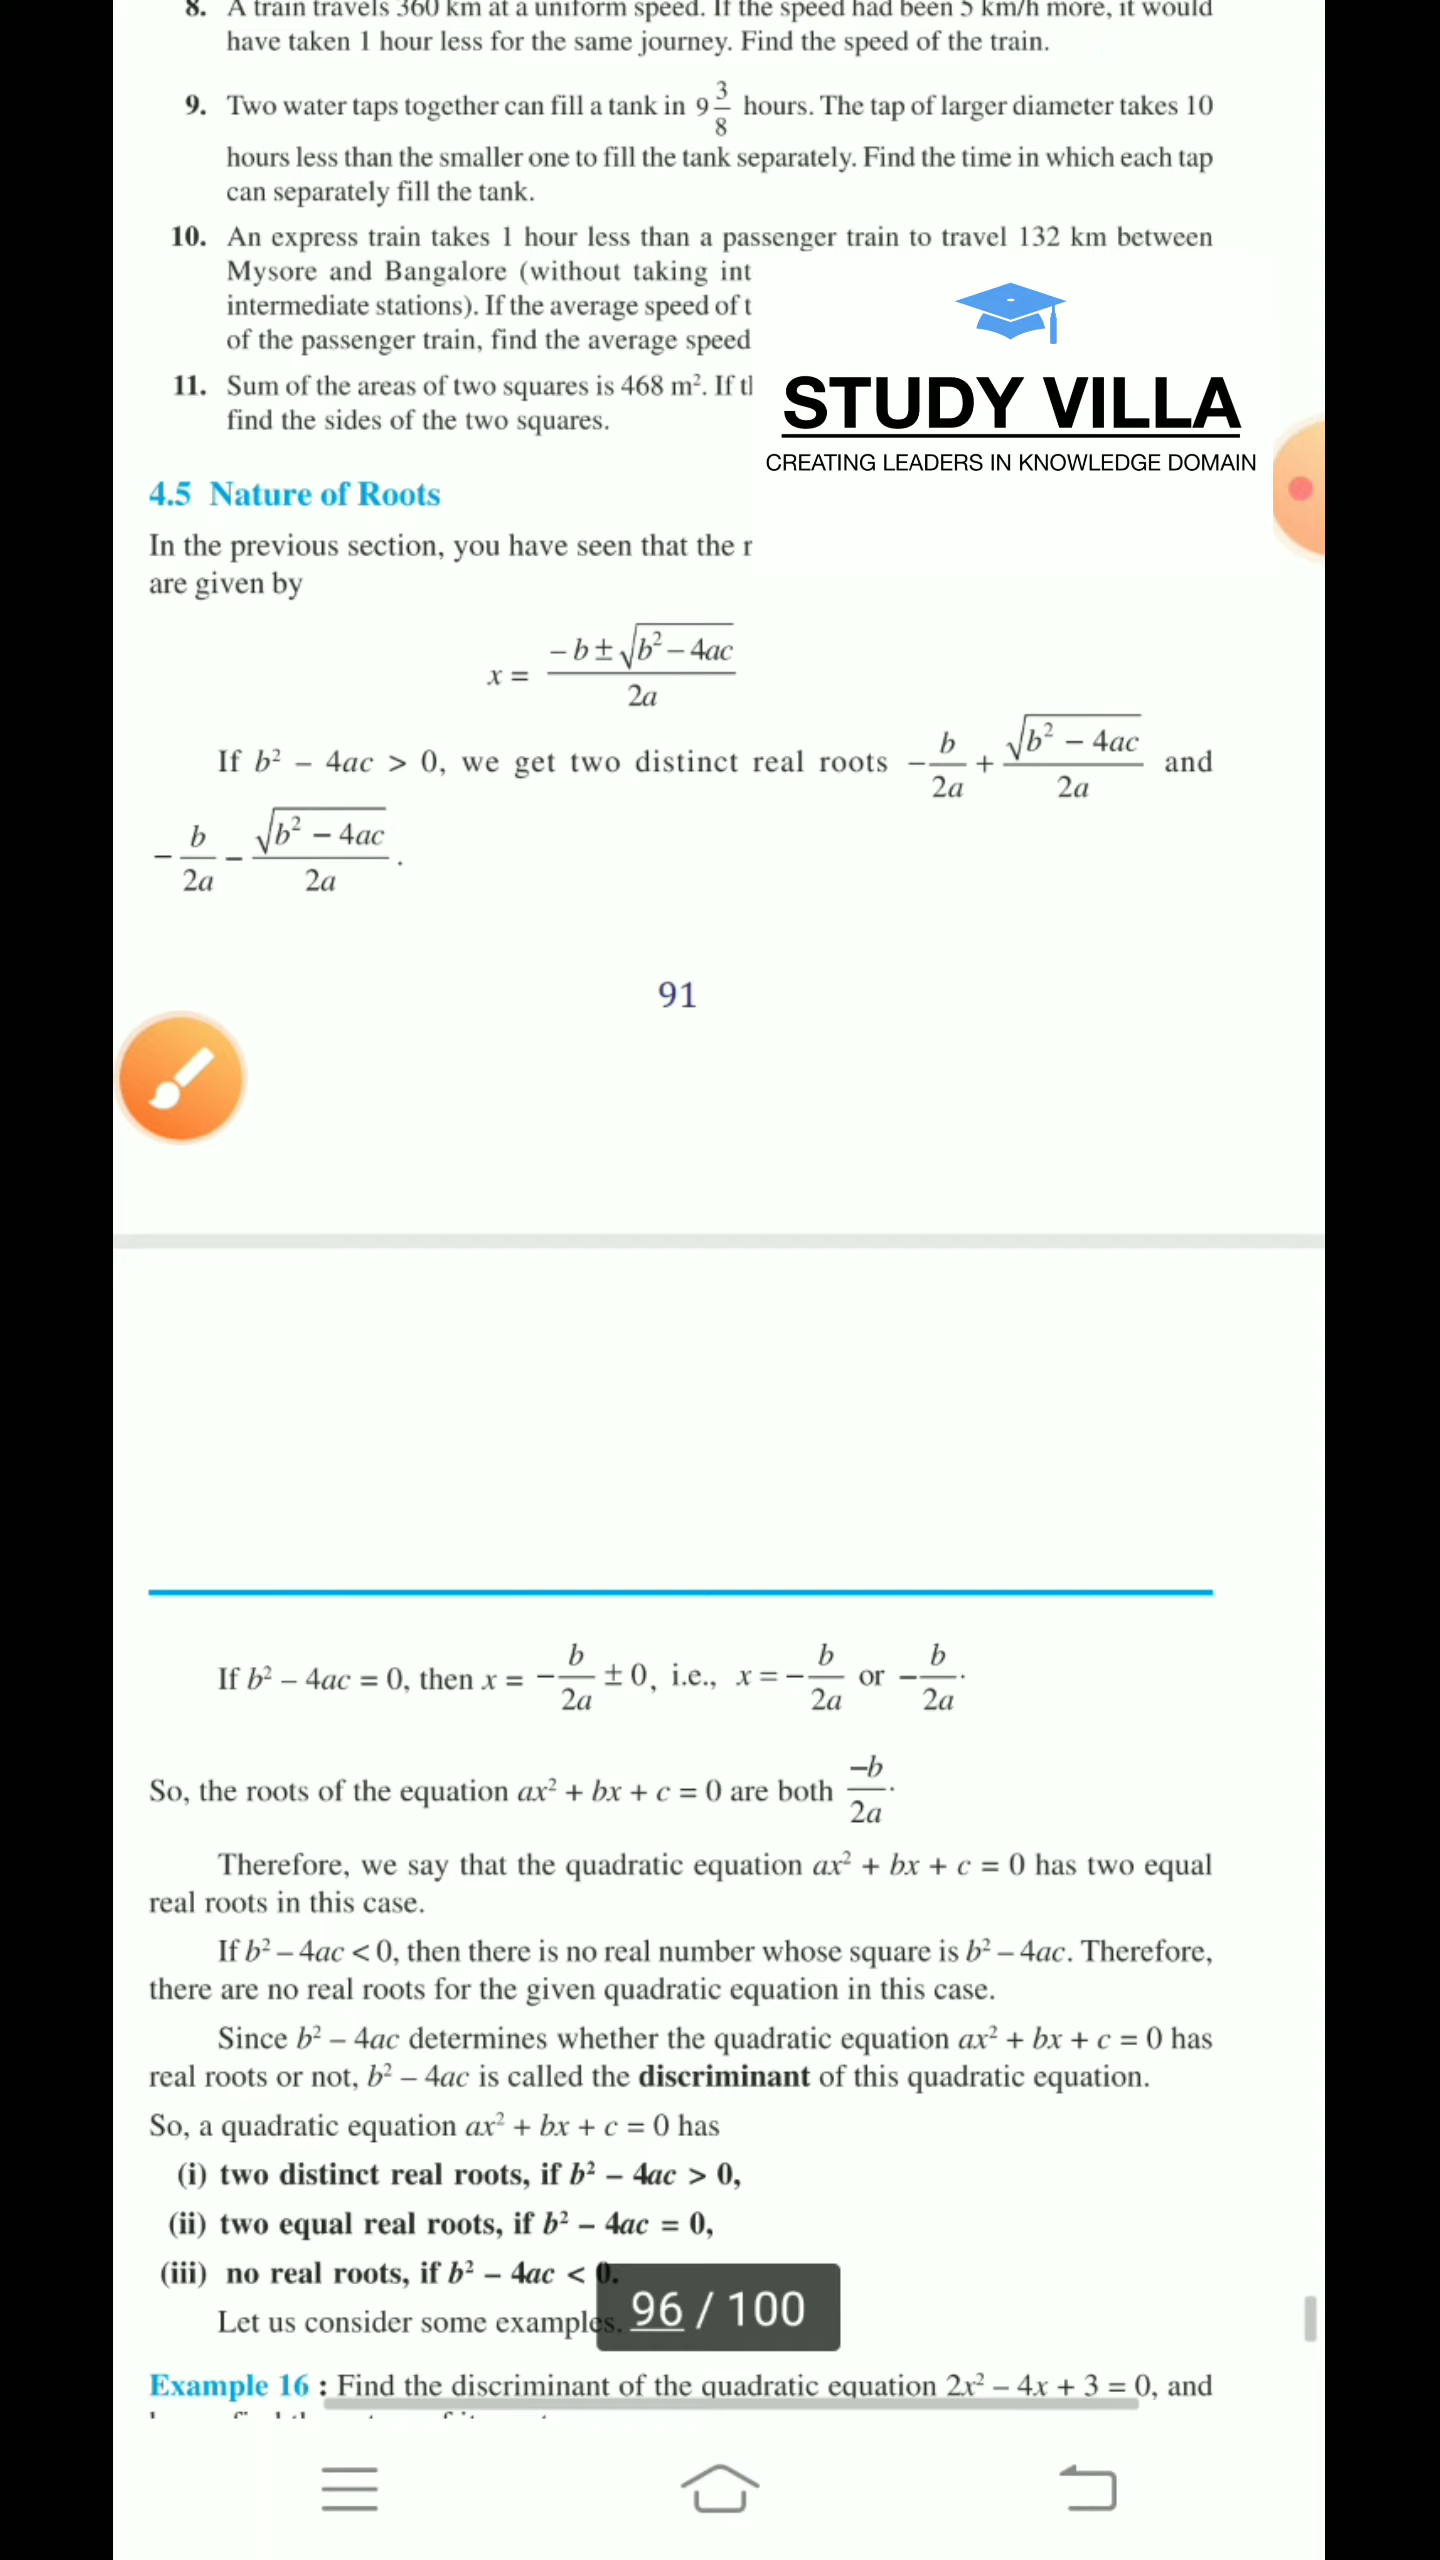 8. A train travels 360 km at a uniform speed. If the speed had been 5 km/h more, it would
have taken 1 hour less for the same journey. Find the speed of the train.
9. Two water taps together can fill a tank in 9 3/8 hours. The tap of larger diameter takes 10
hours less than the smaller one to fill the tank separately. Find the time in which each tap
can separately fill the tank.
10. An express train takes 1 hour less than a passenger train to travel 132 km between
Mysore and Bangalore (without taking int
intermediate stations). If the average speed of t
of the passenger train, find the average speed
11. Sum of the areas of two squares is 468 m². If
find the sides of the two squares.
STUDY VILLA
CREATING LEADERS IN KNOWLEDGE DOMAIN
4.5 Nature of Roots
In the previous section, you have seen that the r
are given by
x = (– b ± √(b² – 4ac)) / 2a
If b² – 4ac > 0, we get two distinct real roots – b/2a + √(b² – 4ac)/2a and
– b/2a – √(b² – 4ac)/2a .
91
If b² – 4ac = 0, then x = – b/2a ± 0, i.e., x = – b/2a or – b/2a.
So, the roots of the equation ax² + bx + c = 0 are both –b/2a.
Therefore, we say that the quadratic equation ax² + bx + c = 0 has two equal
real roots in this case.
If b² – 4ac < 0, then there is no real number whose square is b² – 4ac. Therefore,
there are no real roots for the given quadratic equation in this case.
Since b² – 4ac determines whether the quadratic equation ax² + bx + c = 0 has
real roots or not, b² – 4ac is called the discriminant of this quadratic equation.
So, a quadratic equation ax² + bx + c = 0 has
(i) two distinct real roots, if b² – 4ac > 0,
(ii) two equal real roots, if b² – 4ac = 0,
(iii) no real roots, if b² – 4ac < 0.
Let us consider some examples.
96 / 100
Example 16 : Find the discriminant of the quadratic equation 2x² – 4x + 3 = 0, and